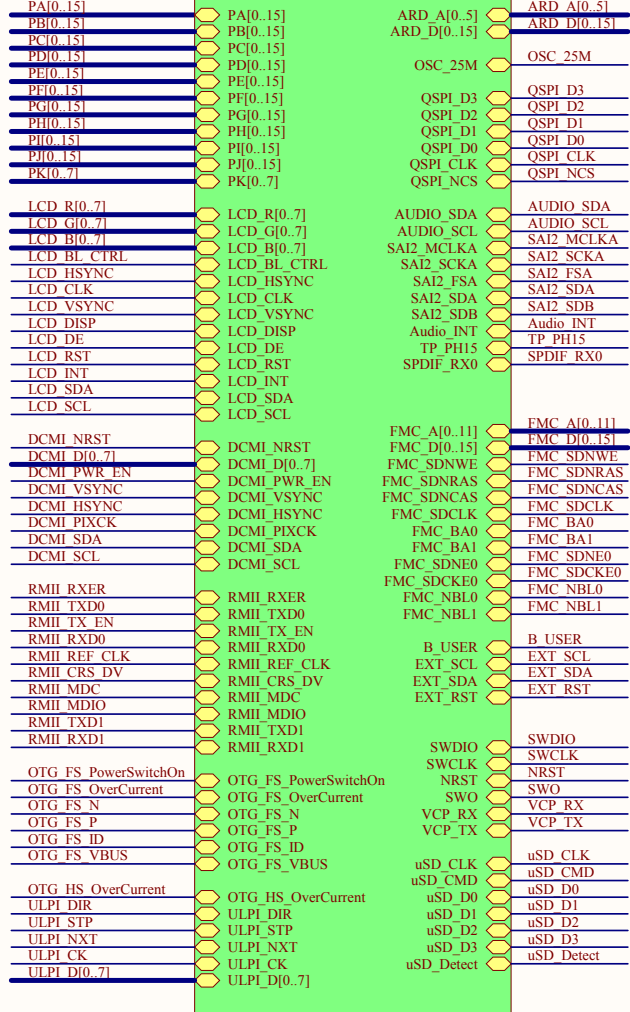 PA[0..15]
PB[0..15]
PC[0..15]
PD[0..15]
PE[0..15]
PF[0..15]
PG[0..15]
PH[0..15]
PI[0..15]
PJ[0..15]
PK[0..7]
LCD_R[0..7]
LCD_G[0..7]
LCD_B[0..7]
LCD_BL_CTRL
LCD_HSYNC
LCD_CLK
LCD_VSYNC
LCD_DISP
LCD_DE
LCD_RST
LCD_INT
LCD_SDA
LCD_SCL
DCMI_NRST
DCMI_D[0..7]
DCMI_PWR_EN
DCMI_VSYNC
DCMI_HSYNC
DCMI_PIXCK
DCMI_SDA
DCMI_SCL
RMII_RXER
RMII_TXD0
RMII_TX_EN
RMII_RXD0
RMII_REF_CLK
RMII_CRS_DV
RMII_MDC
RMII_MDIO
RMII_TXD1
RMII_RXD1
OTG_FS_PowerSwitchOn
OTG_FS_OverCurrent
OTG_FS_N
OTG_FS_P
OTG_FS_ID
OTG_FS_VBUS
OTG_HS_OverCurrent
ULPI_DIR
ULPI_STP
ULPI_NXT
ULPI_CK
ULPI_D[0..7]
PA[0..15]
PB[0..15]
PC[0..15]
PD[0..15]
PE[0..15]
PF[0..15]
PG[0..15]
PH[0..15]
PI[0..15]
PJ[0..15]
PK[0..7]
LCD_R[0..7]
LCD_G[0..7]
LCD_B[0..7]
LCD_BL_CTRL
LCD_HSYNC
LCD_CLK
LCD_VSYNC
LCD_DISP
LCD_DE
LCD_RST
LCD_INT
LCD_SDA
LCD_SCL
DCMI_NRST
DCMI_D[0..7]
DCMI_PWR_EN
DCMI_VSYNC
DCMI_HSYNC
DCMI_PIXCK
DCMI_SDA
DCMI_SCL
RMII_RXER
RMII_TXD0
RMII_TX_EN
RMII_RXD0
RMII_REF_CLK
RMII_CRS_DV
RMII_MDC
RMII_MDIO
RMII_TXD1
RMII_RXD1
OTG_FS_PowerSwitchOn
OTG_FS_OverCurrent
OTG_FS_N
OTG_FS_P
OTG_FS_ID
OTG_FS_VBUS
OTG_HS_OverCurrent
ULPI_DIR
ULPI_STP
ULPI_NXT
ULPI_CK
ULPI_D[0..7]
ARD_A[0..5]
ARD_D[0..15]
OSC_25M
QSPI_D3
QSPI_D2
QSPI_D1
QSPI_D0
QSPI_CLK
QSPI_NCS
AUDIO_SDA
AUDIO_SCL
SAI2_MCLKA
SAI2_SCKA
SAI2_FSA
SAI2_SDA
SAI2_SDB
Audio_INT
TP_PH15
SPDIF_RX0
FMC_A[0..11]
FMC_D[0..15]
FMC_SDNWE
FMC_SDNRAS
FMC_SDNCAS
FMC_SDCLK
FMC_BA0
FMC_BA1
FMC_SDNE0
FMC_SDCKE0
FMC_NBL0
FMC_NBL1
B_USER
EXT_SCL
EXT_SDA
EXT_RST
SWDIO
SWCLK
NRST
SWO
VCP_RX
VCP_TX
uSD_CLK
uSD_CMD
uSD_D0
uSD_D1
uSD_D2
uSD_D3
uSD_Detect
ARD_A[0..5]
ARD_D[0..15]
OSC_25M
QSPI_D3
QSPI_D2
QSPI_D1
QSPI_D0
QSPI_CLK
QSPI_NCS
AUDIO_SDA
AUDIO_SCL
SAI2_MCLKA
SAI2_SCKA
SAI2_FSA
SAI2_SDA
SAI2_SDB
Audio_INT
TP_PH15
SPDIF_RX0
FMC_A[0..11]
FMC_D[0..15]
FMC_SDNWE
FMC_SDNRAS
FMC_SDNCAS
FMC_SDCLK
FMC_BA0
FMC_BA1
FMC_SDNE0
FMC_SDCKE0
FMC_NBL0
FMC_NBL1
B_USER
EXT_SCL
EXT_SDA
EXT_RST
SWDIO
SWCLK
NRST
SWO
VCP_RX
VCP_TX
uSD_CLK
uSD_CMD
uSD_D0
uSD_D1
uSD_D2
uSD_D3
uSD_Detect